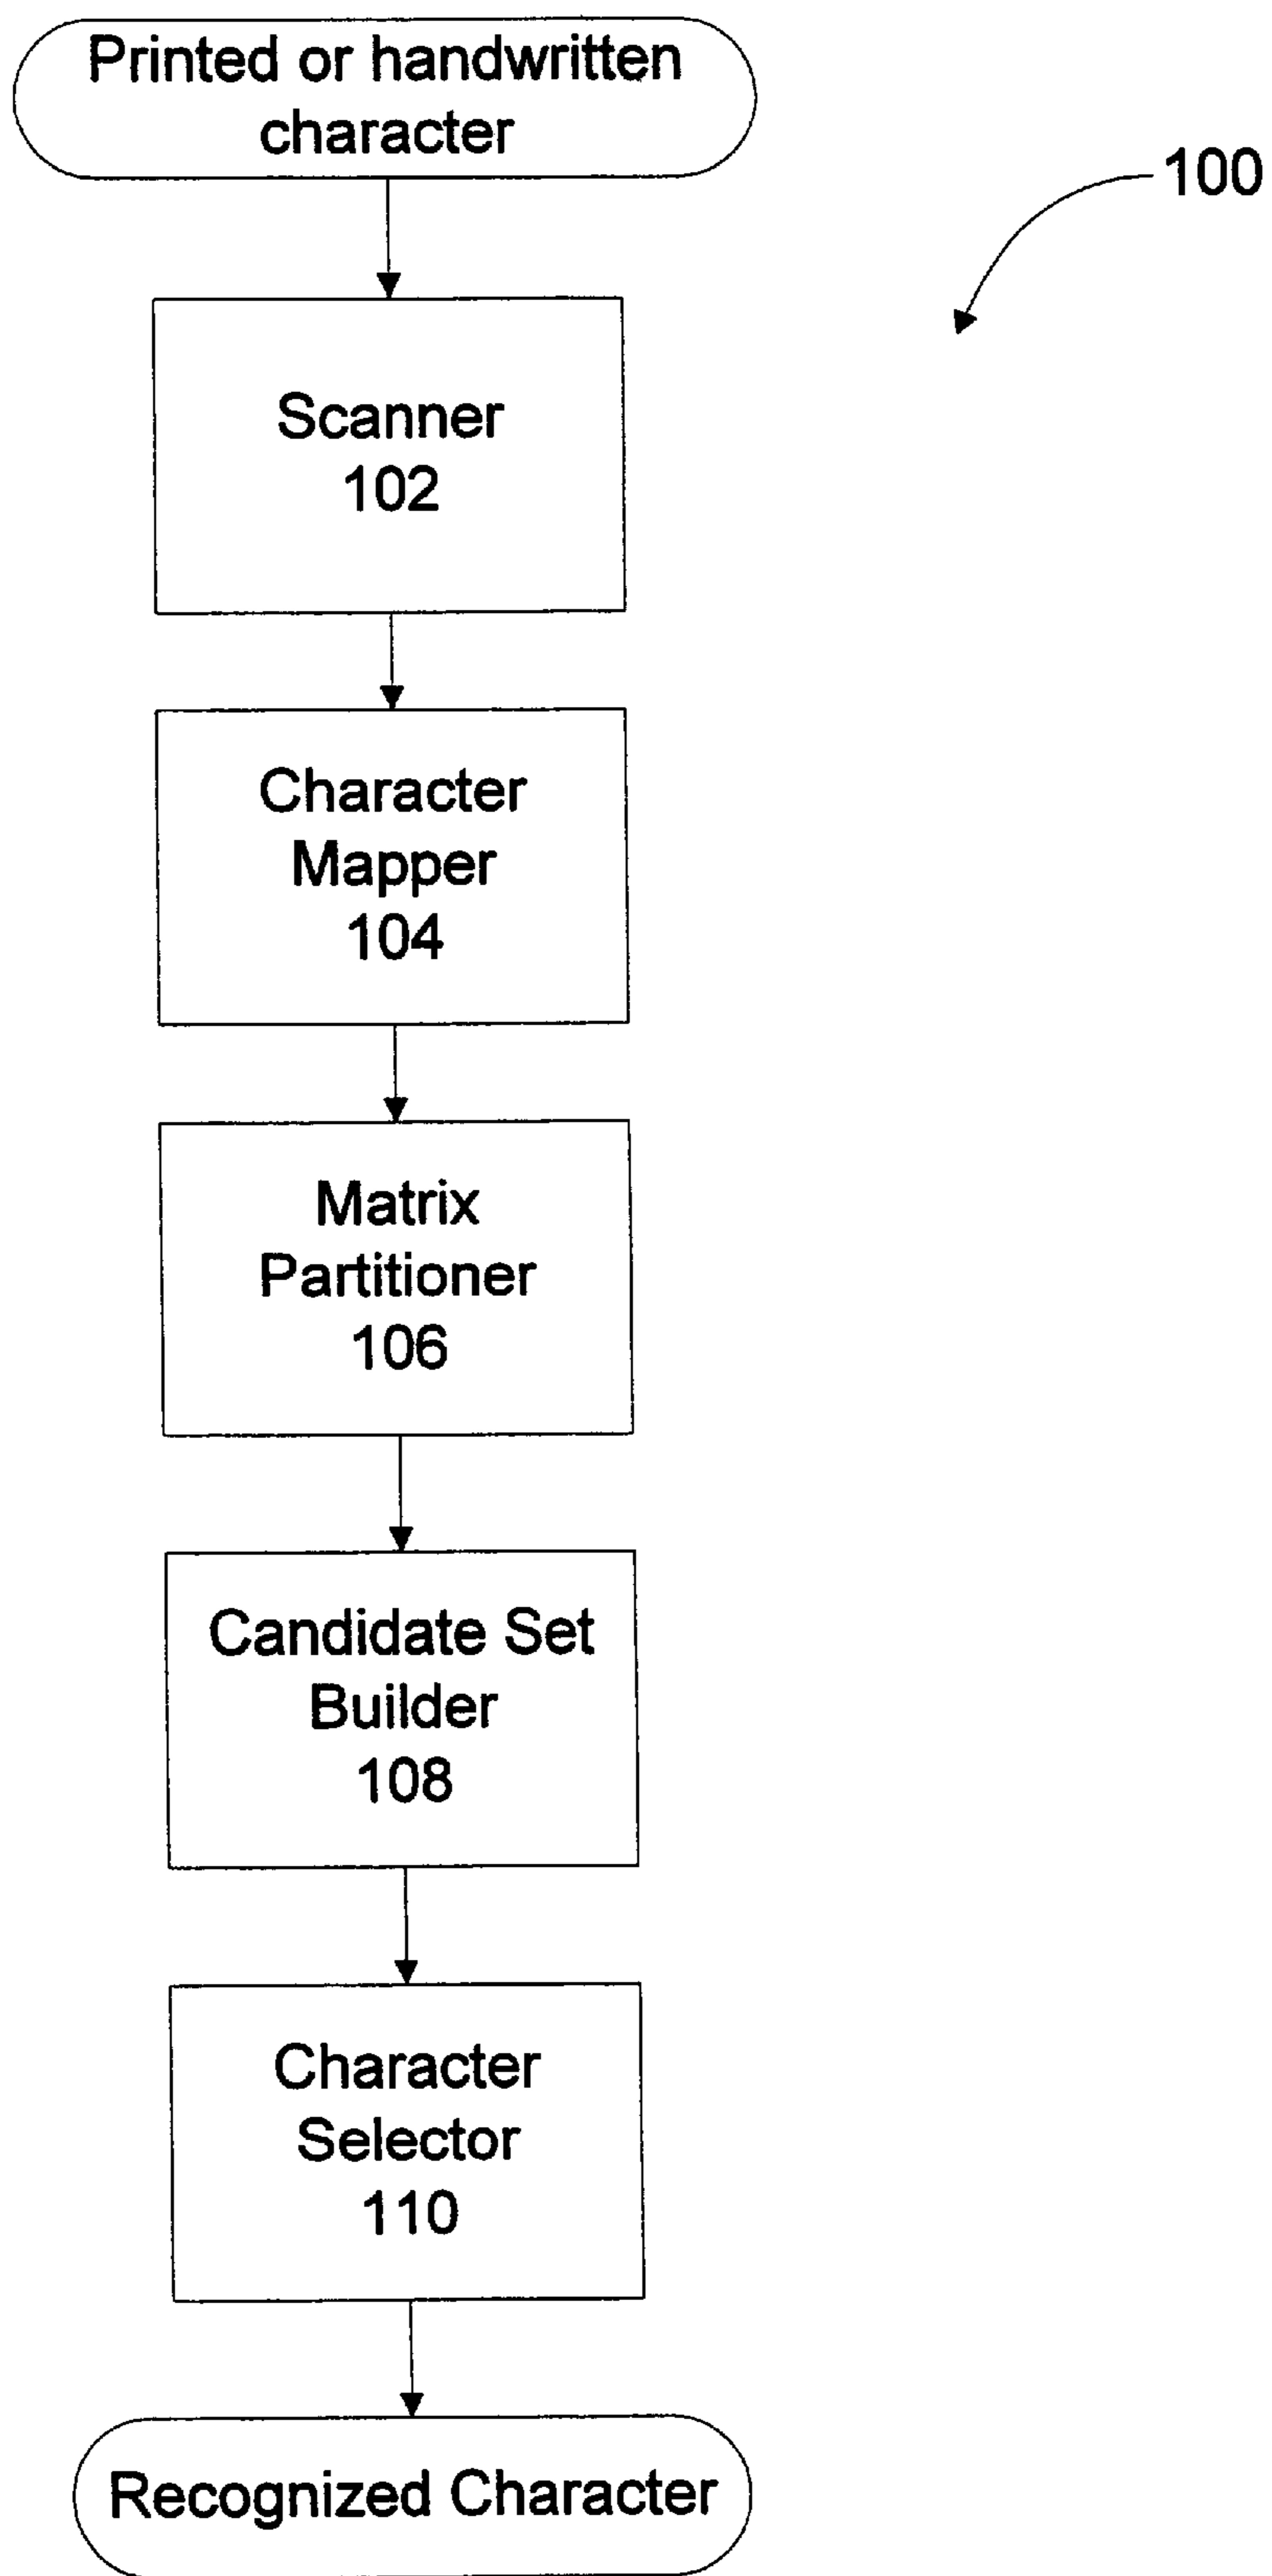 Printed or handwritten
character
100
Scanner
102
Character
Mapper
104
Matrix
Partitioner
106
Candidate Set
Builder
108
Character
Selector
110
Recognized Character